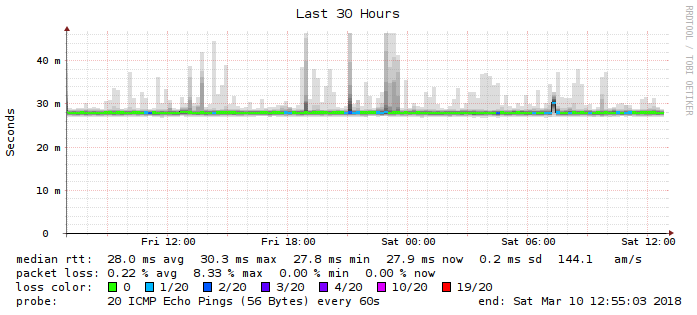 Last 30 Hours
RRDTOOL / TOBI OETIKER
Seconds
40 m
30 m
20 m
10 m
0
Fri 12:00 Fri 18:00 Sat 00:00 Sat 06:00 Sat 12:00
median rtt: 28.0 ms avg 30.3 ms max 27.8 ms min 27.9 ms now 0.2 ms sd 144.1 am/s
packet loss: 0.22 % avg 8.33 % max 0.00 % min 0.00 % now
loss color: 0 1/20 2/20 3/20 4/20 10/20 19/20
probe: 20 ICMP Echo Pings (56 Bytes) every 60s end: Sat Mar 10 12:55:03 2018